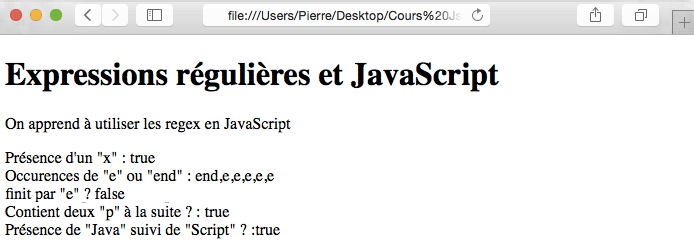 file:///Users/Pierre/Desktop/Cours%20Js
Expressions régulières et JavaScript
On apprend à utiliser les regex en JavaScript
Présence d'un "x" : true
Occurences de "e" ou "end" : end,e,e,e,e,e
finit par "e" ? false
Contient deux "p" à la suite ? : true
Présence de "Java" suivi de "Script" ? :true